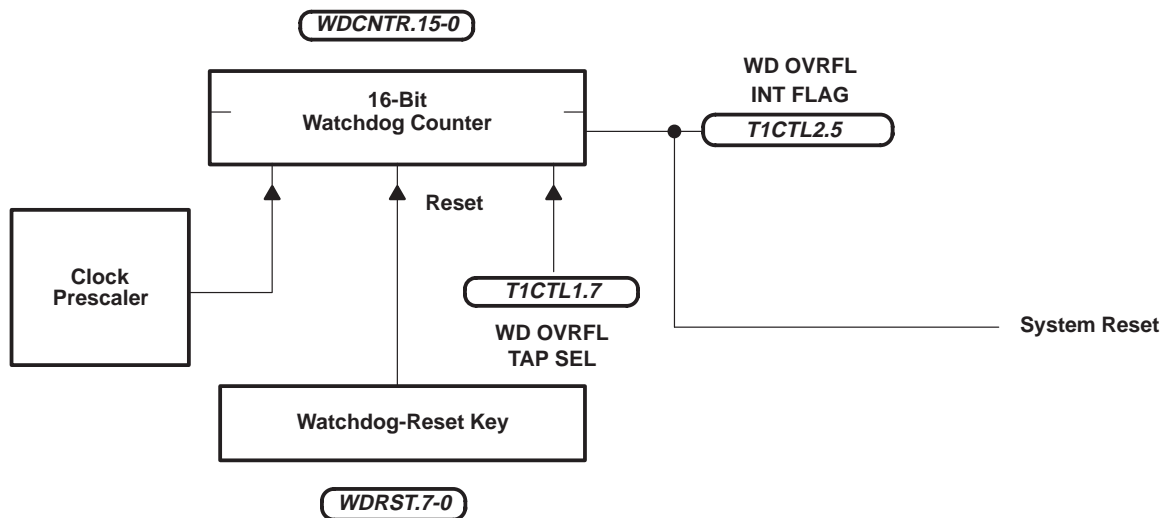 WDCNTR.15-0
16-Bit
Watchdog Counter
WD OVRFL
INT FLAG
T1CTL2.5
Reset
Clock
Prescaler
T1CTL1.7
WD OVRFL
TAP SEL
System Reset
Watchdog-Reset Key
WDRST.7-0